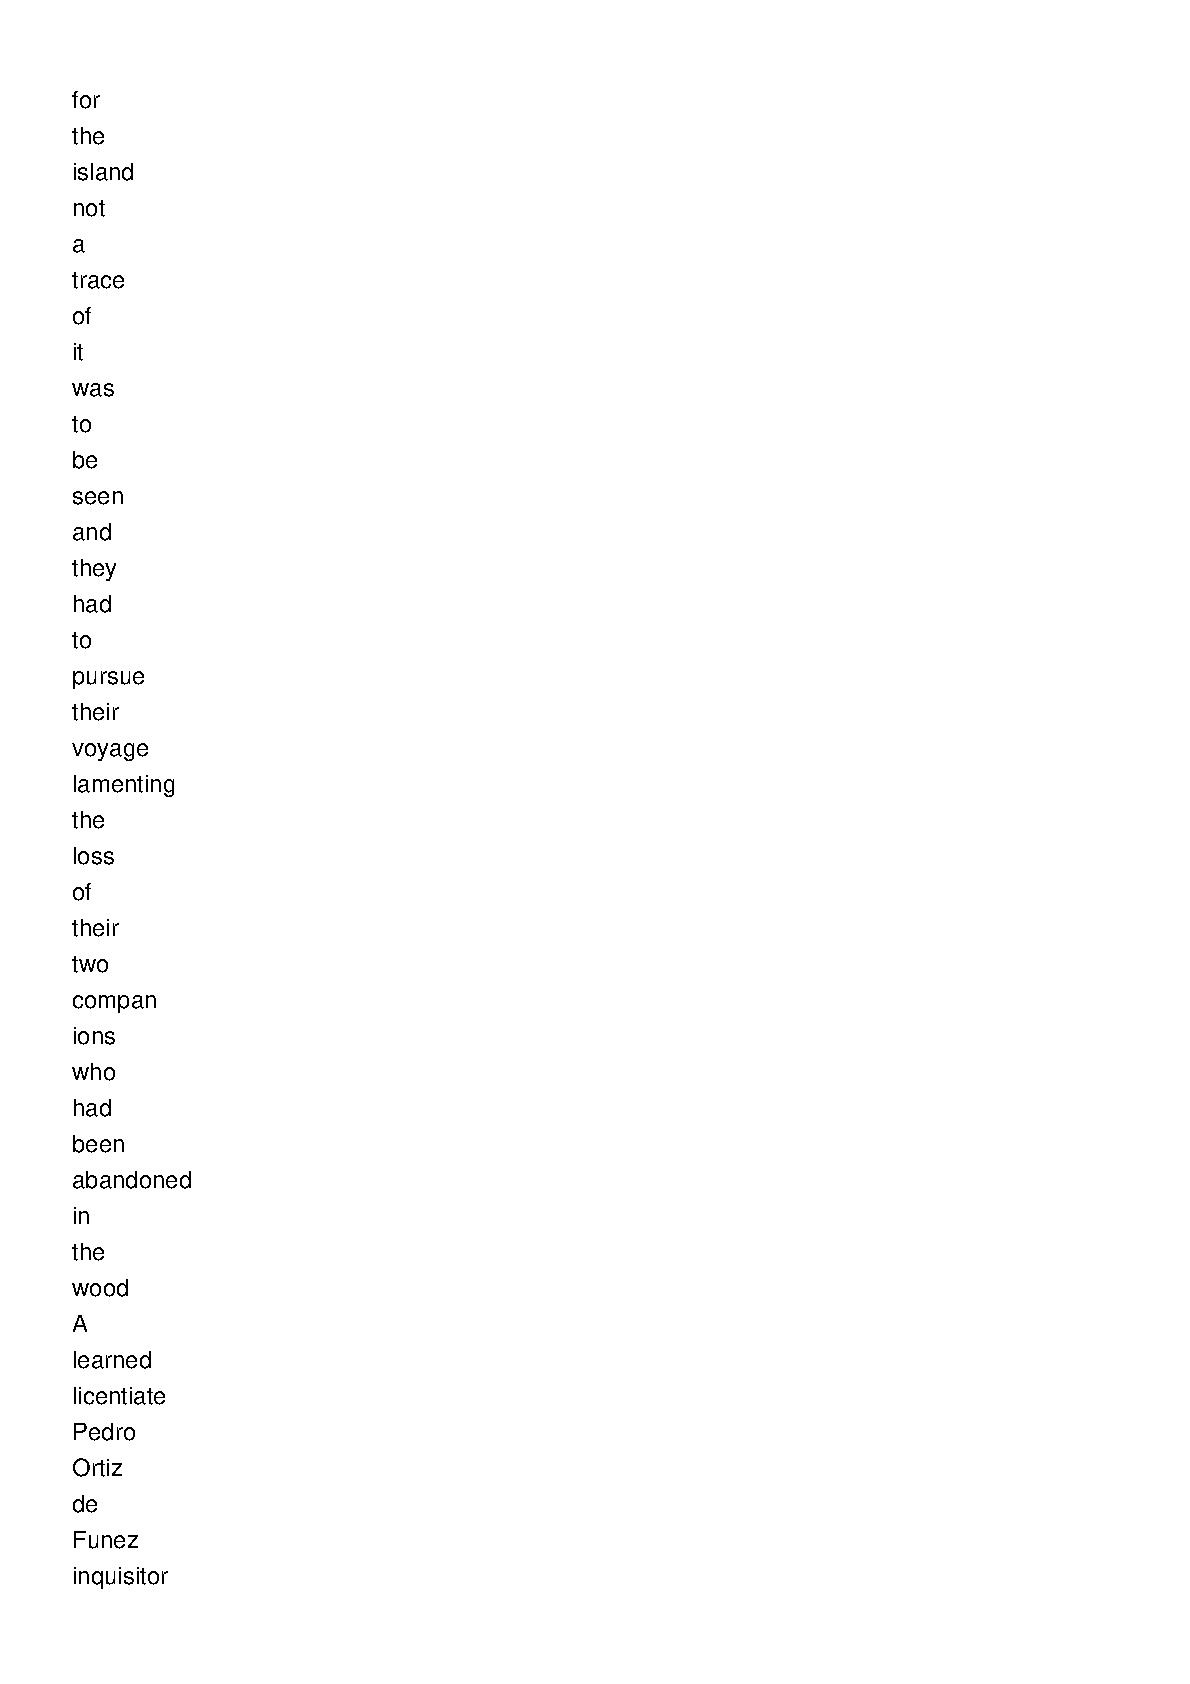 for
the
island
not
a
trace
of
it
was
to
be
seen
and
they
had
to
pursue
their
voyage
lamenting
the
loss
of
their
two
compan
ions
who
had
been
abandoned
in
the
wood
A
learned
licentiate
Pedro
Ortiz
de
Funez
inquisitor